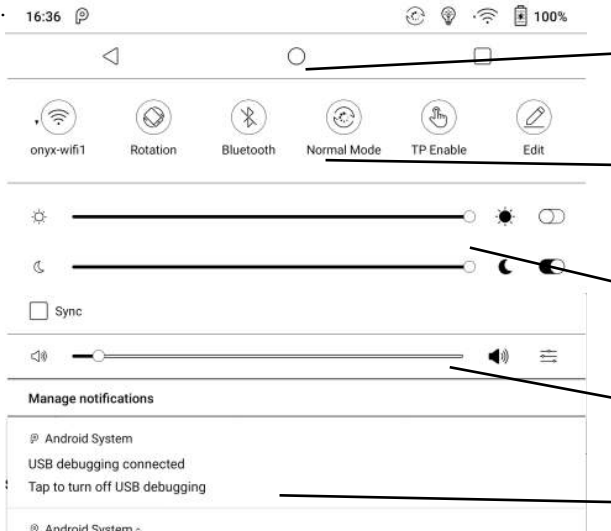 16:36 100%
onyx-wifi1 Rotation Bluetooth Normal Mode TP Enable Edit
Sync
Manage notifications
Android System
USB debugging connected
Tap to turn off USB debugging
Android System